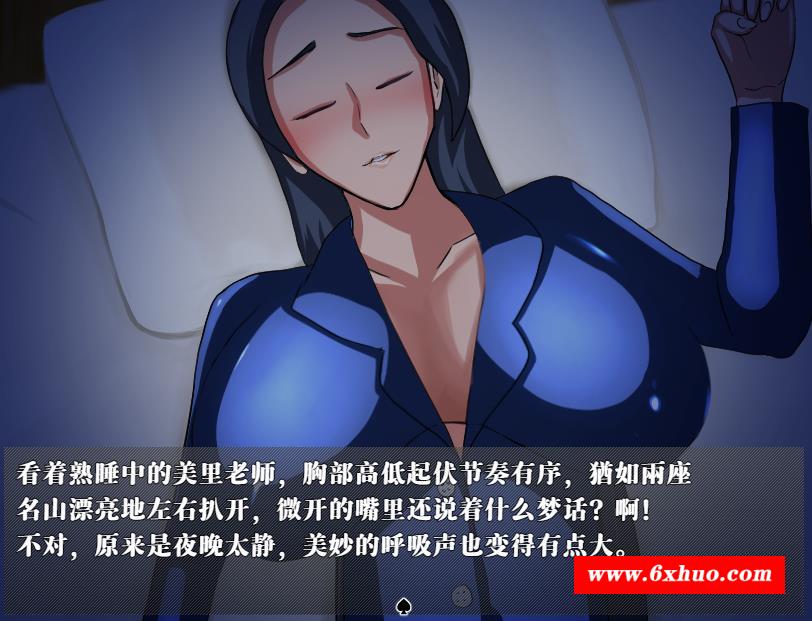 看着熟睡中的美里老师，胸部高低起伏节奏有序，犹如兩座
名山漂亮地左右扒开，微开的嘴里还说着什么梦话？啊！
不对，原来是夜晚太静，美妙的呼吸声也变得有点大。
www.6xhuo.com